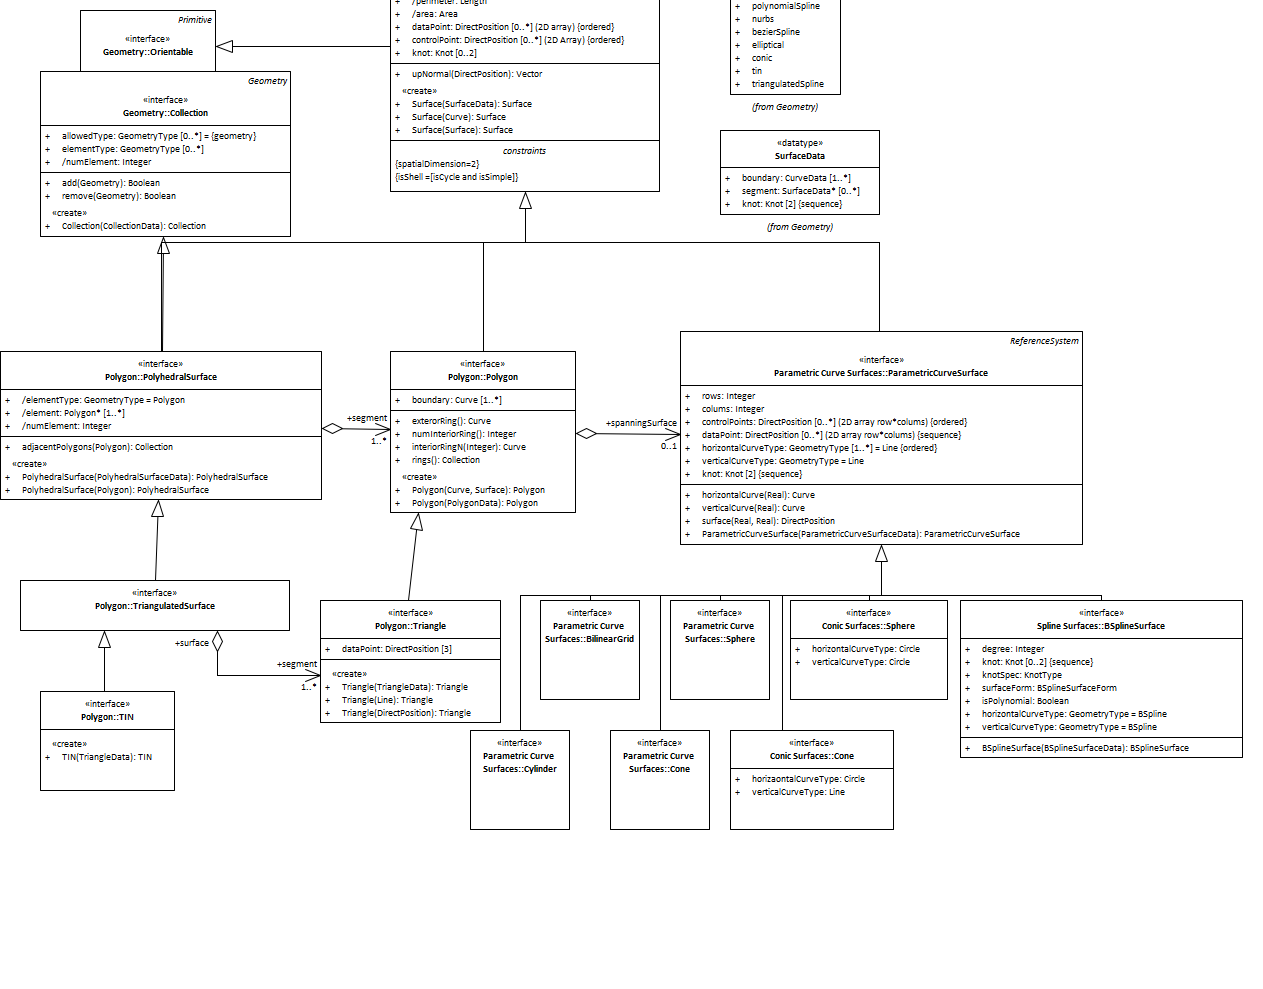 Primitive
«interface»
Geometry::Orientable
Geometry
«interface»
Geometry::Collection
+ allowedType: GeometryType [0..*] = {geometry}
+ elementType: GeometryType [0..*]
+ /numElement: Integer
+ add(Geometry): Boolean
+ remove(Geometry): Boolean
«create»
+ Collection(CollectionData): Collection
+ /perimeter: Length
+ /area: Area
+ dataPoint: DirectPosition [0..*] (2D array) {ordered}
+ controlPoint: DirectPosition [0..*] (2D Array) {ordered}
+ knot: Knot [0..2]
+ upNormal(DirectPosition): Vector
«create»
+ Surface(SurfaceData): Surface
+ Surface(Curve): Surface
+ Surface(Surface): Surface
constraints
{spatialDimension=2}
{isShell =[isCycle and isSimple]}
+ polynomialSpline
+ nurbs
+ bezierSpline
+ elliptical
+ conic
+ tin
+ triangulatedSpline
(from Geometry)
«datatype»
SurfaceData
+ boundary: CurveData [1..*]
+ segment: SurfaceData* [0..*]
+ knot: Knot [2] {sequence}
(from Geometry)
«interface»
Polygon::PolyhedralSurface
+ /elementType: GeometryType = Polygon
+ /element: Polygon* [1..*]
+ /numElement: Integer
+ adjacentPolygons(Polygon): Collection
«create»
+ PolyhedralSurface(PolyhedralSurfaceData): PolyhedralSurface
+ PolyhedralSurface(Polygon): PolyhedralSurface
+segment
1..*
«interface»
Polygon::Polygon
+ boundary: Curve [1..*]
+ exterorRing(): Curve
+ numInteriorRing(): Integer
+ interiorRingN(Integer): Curve
+ rings(): Collection
«create»
+ Polygon(Curve, Surface): Polygon
+ Polygon(PolygonData): Polygon
+spanningSurface
0..1
ReferenceSystem
«interface»
Parametric Curve Surfaces::ParametricCurveSurface
+ rows: Integer
+ colums: Integer
+ controlPoints: DirectPosition [0..*] (2D array row*colums) {ordered}
+ dataPoint: DirectPosition [0..*] (2D array row*colums) {sequence}
+ horizontalCurveType: GeometryType [1..*] = Line {ordered}
+ verticalCurveType: GeometryType = Line
+ knot: Knot [2] {sequence}
+ horizontalCurve(Real): Curve
+ verticalCurve(Real): Curve
+ surface(Real, Real): DirectPosition
+ ParametricCurveSurface(ParametricCurveSurfaceData): ParametricCurveSurface
«interface»
Polygon::TriangulatedSurface
+surface
+segment
1..*
«interface»
Polygon::Triangle
+ dataPoint: DirectPosition [3]
«create»
+ Triangle(TriangleData): Triangle
+ Triangle(Line): Triangle
+ Triangle(DirectPosition): Triangle
«interface»
Parametric Curve
Surfaces::BilinearGrid
«interface»
Parametric Curve
Surfaces::Sphere
«interface»
Conic Surfaces::Sphere
+ horizontalCurveType: Circle
+ verticalCurveType: Circle
«interface»
Spline Surfaces::BSplineSurface
+ degree: Integer
+ knot: Knot [0..2] {sequence}
+ knotSpec: KnotType
+ surfaceForm: BSplineSurfaceForm
+ isPolynomial: Boolean
+ horizontalCurveType: GeometryType = BSpline
+ verticalCurveType: GeometryType = BSpline
+ BSplineSurface(BSplineSurfaceData): BSplineSurface
«interface»
Polygon::TIN
«create»
+ TIN(TriangleData): TIN
«interface»
Parametric Curve
Surfaces::Cylinder
«interface»
Parametric Curve
Surfaces::Cone
«interface»
Conic Surfaces::Cone
+ horizaontalCurveType: Circle
+ verticalCurveType: Line